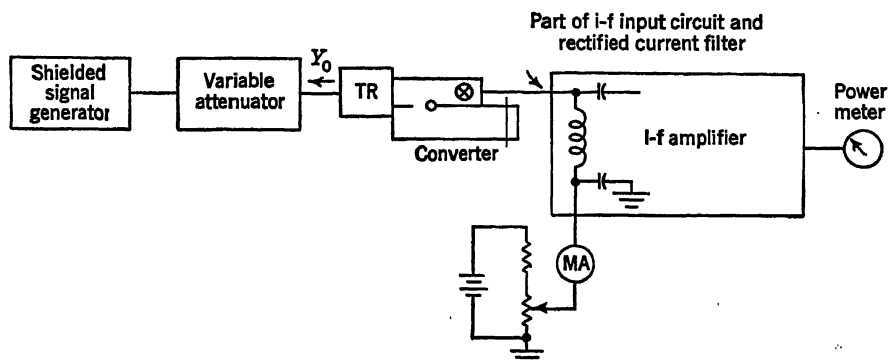 Part of i-f input circuit and
rectified current filter
Shielded
signal
generator
Variable
attenuator
Y₀
TR
Converter
I-f amplifier
Power
meter
MA